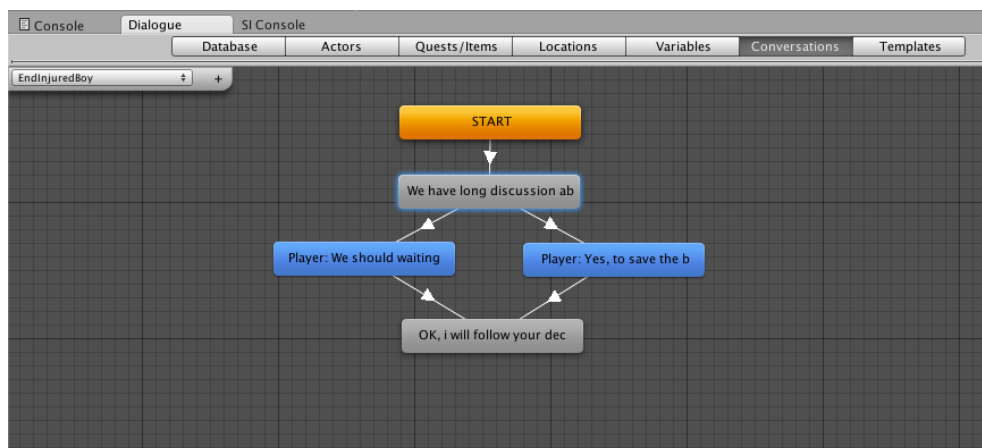 Console Dialogue SI Console
Database Actors Quests/Items Locations Variables Conversations Templates
EndInjuredBoy +
START
We have long discussion ab
Player: We should waiting Player: Yes, to save the b
OK, i will follow your dec